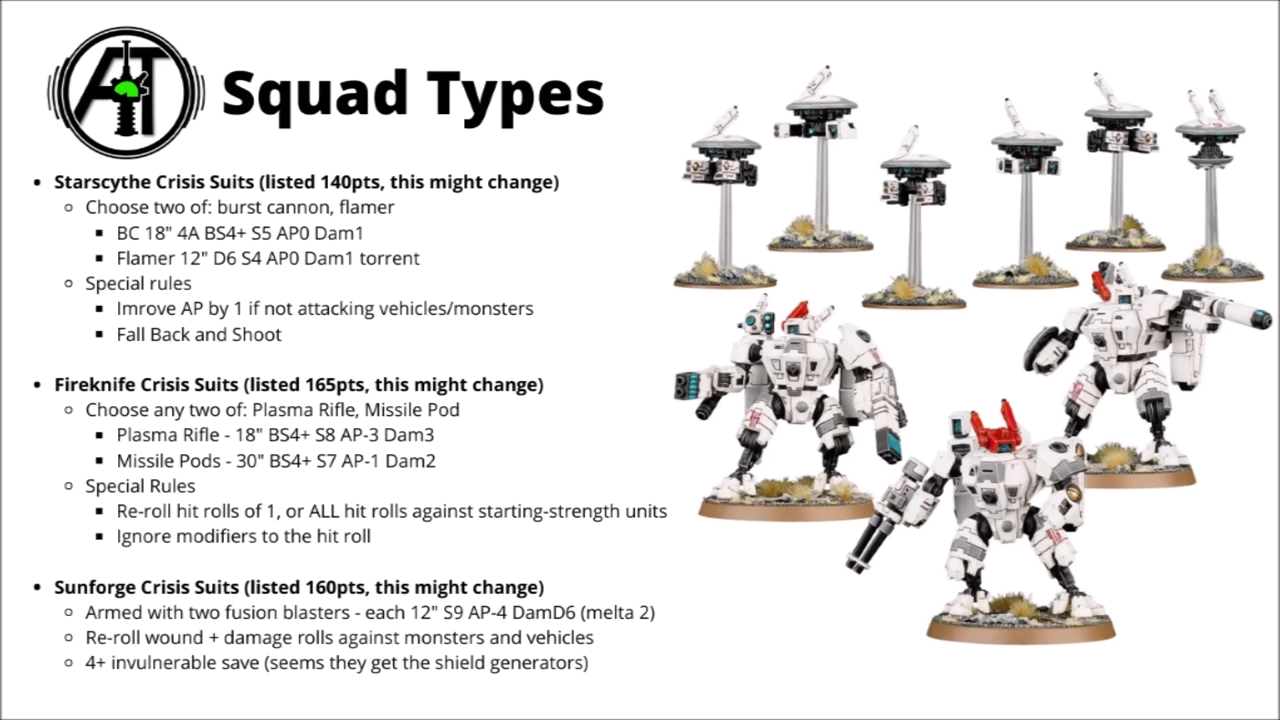 AT
Squad Types
• Starscythe Crisis Suits (listed 140pts, this might change)
○ Choose two of: burst cannon, flamer
▪ BC 18" 4A BS4+ S5 AP0 Dam1
▪ Flamer 12" D6 S4 AP0 Dam1 torrent
○ Special rules
▪ Imrove AP by 1 if not attacking vehicles/monsters
▪ Fall Back and Shoot
• Fireknife Crisis Suits (listed 165pts, this might change)
○ Choose any two of: Plasma Rifle, Missile Pod
▪ Plasma Rifle - 18" BS4+ S8 AP-3 Dam3
▪ Missile Pods - 30" BS4+ S7 AP-1 Dam2
○ Special Rules
▪ Re-roll hit rolls of 1, or ALL hit rolls against starting-strength units
▪ Ignore modifiers to the hit roll
• Sunforge Crisis Suits (listed 160pts, this might change)
○ Armed with two fusion blasters - each 12" S9 AP-4 DamD6 (melta 2)
○ Re-roll wound + damage rolls against monsters and vehicles
○ 4+ invulnerable save (seems they get the shield generators)